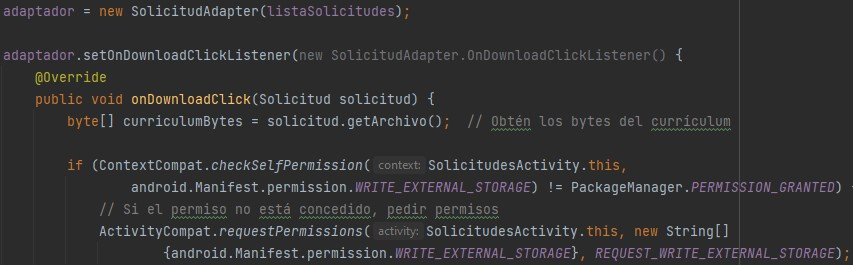 adaptador = new SolicitudAdapter(listaSolicitudes);
adaptador.setOnDownloadClickListener(new SolicitudAdapter.OnDownloadClickListener() {
@Override
public void onDownloadClick(Solicitud solicitud) {
byte[] curriculumBytes = solicitud.getArchivo();  // Obtén los bytes del currículum
if (ContextCompat.checkSelfPermission( context: SolicitudesActivity.this,
android.Manifest.permission.WRITE_EXTERNAL_STORAGE) != PackageManager.PERMISSION_GRANTED) {
// Si el permiso no está concedido, pedir permisos
ActivityCompat.requestPermissions( activity: SolicitudesActivity.this, new String[]
{android.Manifest.permission.WRITE_EXTERNAL_STORAGE}, REQUEST_WRITE_EXTERNAL_STORAGE);